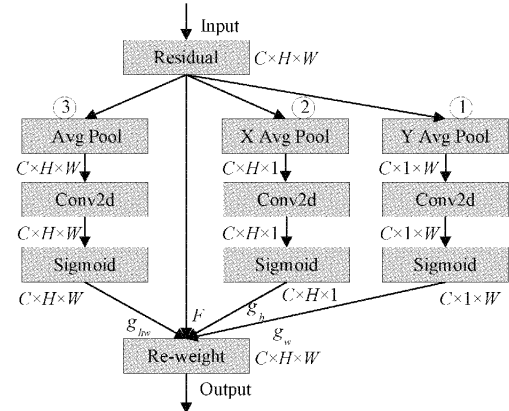 Input
Residual
C×H×W
③ ② ①
Avg Pool X Avg Pool Y Avg Pool
C×H×W C×H×1 C×1×W
Conv2d Conv2d Conv2d
C×H×W C×H×1 C×1×W
Sigmoid Sigmoid Sigmoid
C×H×W C×H×1 C×1×W
g_hw F g_h g_w
Re-weight
C×H×W
Output